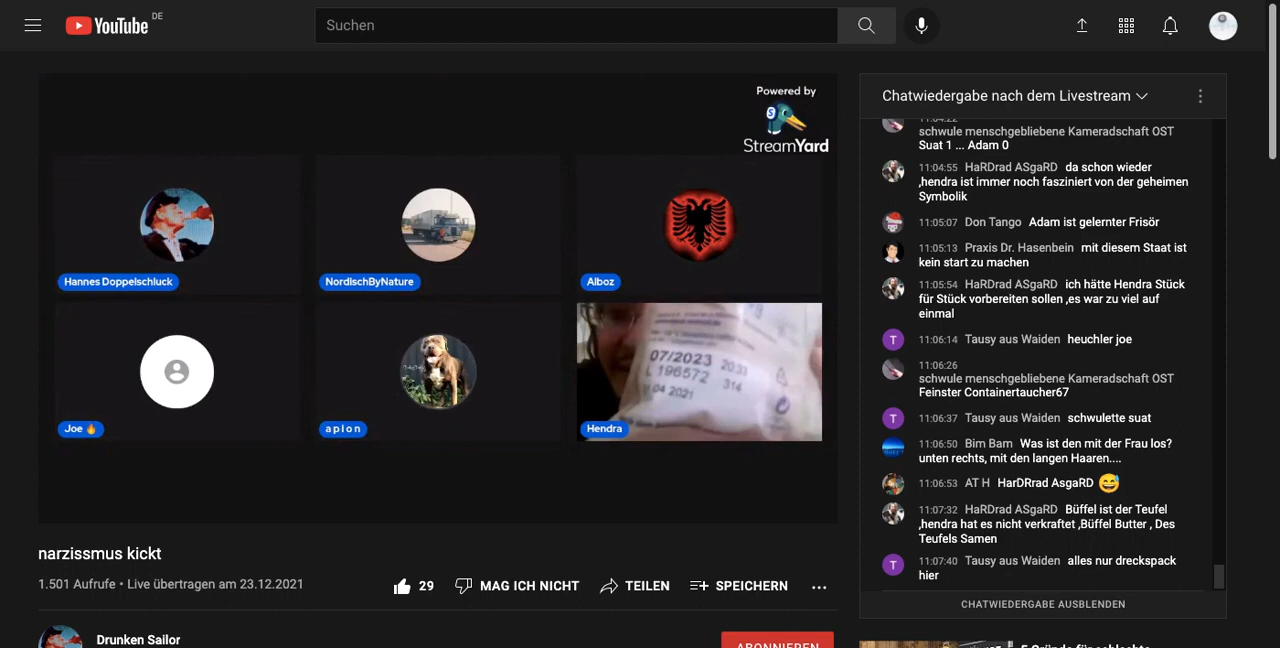 YouTube DE
Suchen
Powered by
StreamYard
Hannes Doppelschluck
NordischByNature
Alboz
Joe 🔥
a p l o n
07/2023 20:33
L 196572 314
04 2021
Hendra
narzissmus kickt
1.501 Aufrufe • Live übertragen am 23.12.2021
29
MAG ICH NICHT
TEILEN
SPEICHERN
Drunken Sailor
ABONNIEREN
Chatwiedergabe nach dem Livestream
11:04:22
schwule menschgebliebene Kameradschaft OST
Suat 1 ... Adam 0
11:04:55 HaRDrad ASgaRD da schon wieder
,hendra ist immer noch fasziniert von der geheimen
Symbolik
11:05:07 Don Tango Adam ist gelernter Frisör
11:05:13 Praxis Dr. Hasenbein mit diesem Staat ist
kein start zu machen
11:05:54 HaRDrad ASgaRD ich hätte Hendra Stück
für Stück vorbereiten sollen ,es war zu viel auf
einmal
11:06:14 Tausy aus Waiden heuchler joe
11:06:26
schwule menschgebliebene Kameradschaft OST
Feinster Containertaucher67
11:06:37 Tausy aus Waiden schwulette suat
11:06:50 Bim Bam Was ist den mit der Frau los?
unten rechts, mit den langen Haaren....
11:06:53 AT H HarDRrad AsgaRD 😅
11:07:32 HaRDrad ASgaRD Büffel ist der Teufel
,hendra hat es nicht verkraftet ,Büffel Butter , Des
Teufels Samen
11:07:40 Tausy aus Waiden alles nur dreckspack
hier
CHATWIEDERGABE AUSBLENDEN
5 Gründe für schlechte